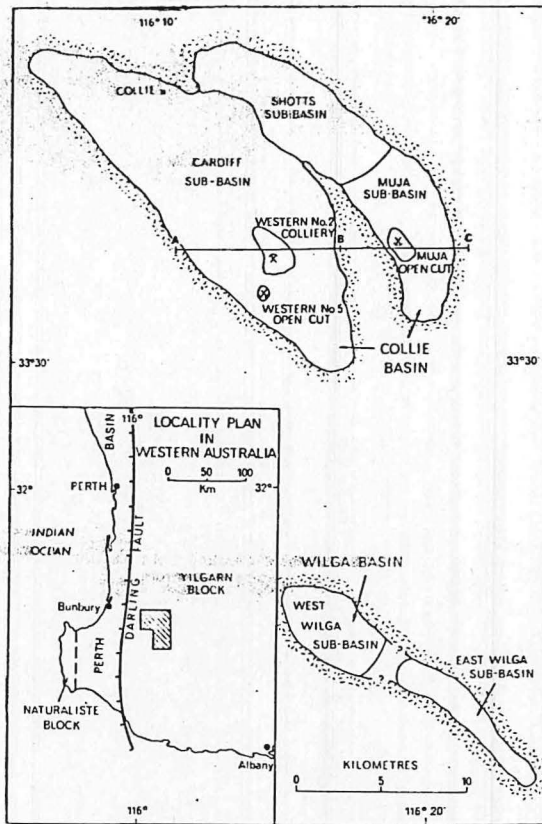 116° 10'
116° 20'
COLLIE
SHOTTS
SUB-BASIN
CARDIFF
SUB-BASIN
MUJA
SUB-BASIN
WESTERN No.2
COLLIERY
A
B
C
MUJA
OPEN CUT
WESTERN No 5
OPEN CUT
COLLIE
BASIN
33°30'
33°30'
116°
LOCALITY PLAN
IN
WESTERN AUSTRALIA
0 50 100
Km
BASIN
32°
PERTH
32°
INDIAN
OCEAN
DARLING FAULT
YILGARN
BLOCK
Bunbury
PERTH
NATURALISTE
BLOCK
Albany
116°
WILGA BASIN
WEST
WILGA
SUB-BASIN
?
?
EAST WILGA
SUB-BASIN
KILOMETRES
0 5 10
116° 20'